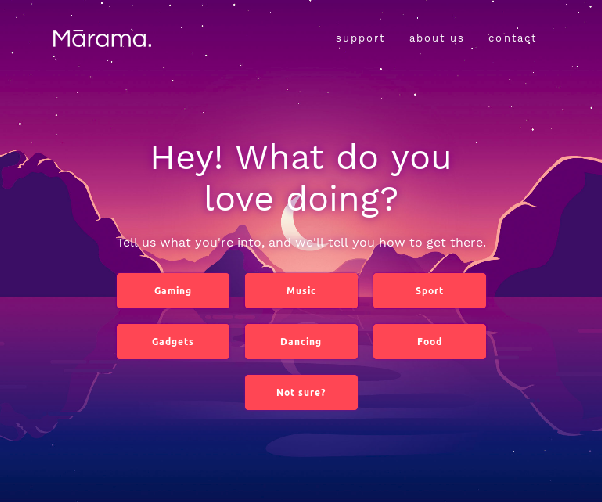 Mārama.
support about us contact
Hey! What do you
love doing?
Tell us what you're into, and we'll tell you how to get there.
Gaming Music Sport
Gadgets Dancing Food
Not sure?